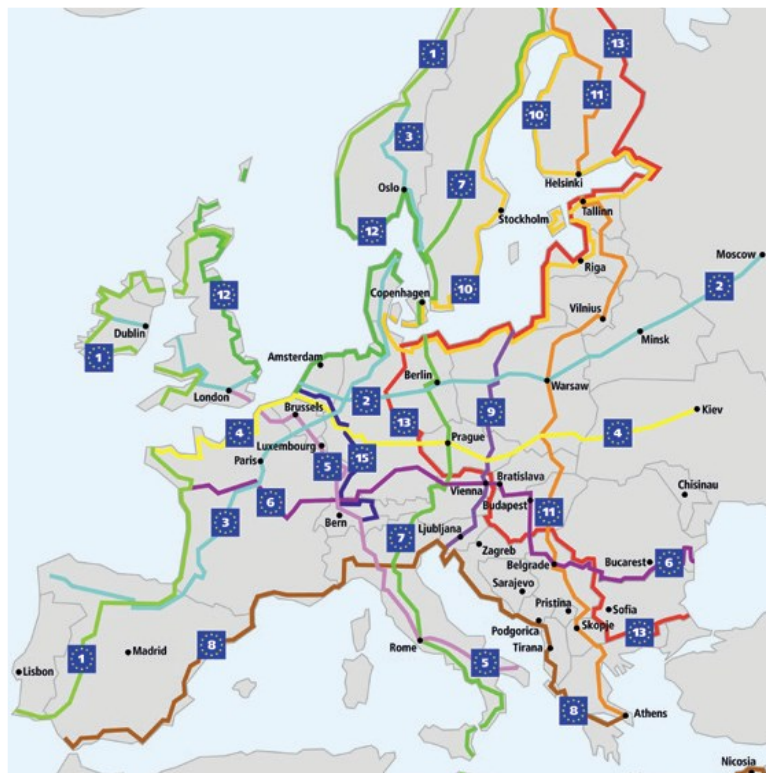 1
13
3
11
10
7
Oslo
Helsinki
Stockholm
Tallinn
12
Moscow
Riga
2
12
Copenhagen
10
Vilnius
Dublin
Minsk
1
Amsterdam
Berlin
Warsaw
London
2
Brussels
9
Kiev
4
13
4
Luxembourg
Prague
Paris
5
15
Vienna
Bratislava
Chisinau
6
Budapest
3
Bern
11
7
Ljubljana
Zagreb
Belgrade
Bucarest
6
Sarajevo
Pristina
Sofia
8
Madrid
Podgorica
Skopje
13
1
Rome
Tirana
5
Lisbon
8
Athens
Nicosia